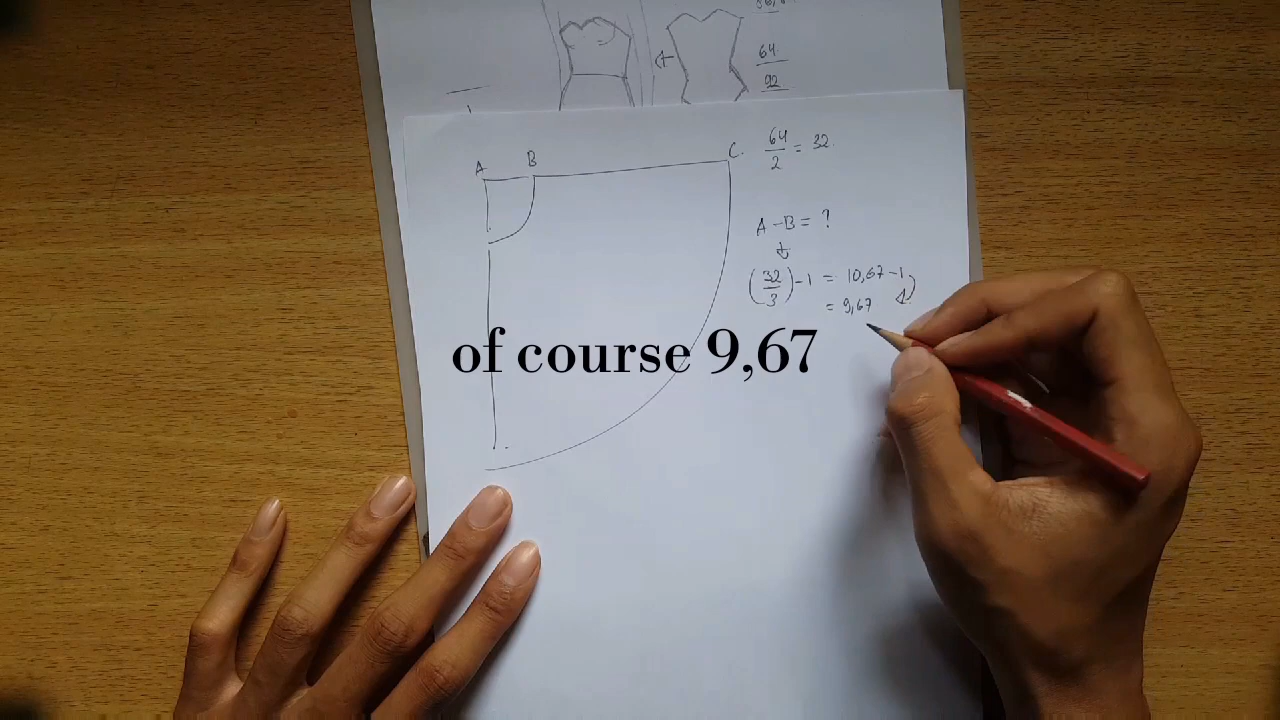 64
92
A B C
64/2 = 32
A-B = ?
(32/3)-1 = 10,67-1
= 9,67
of course 9,67